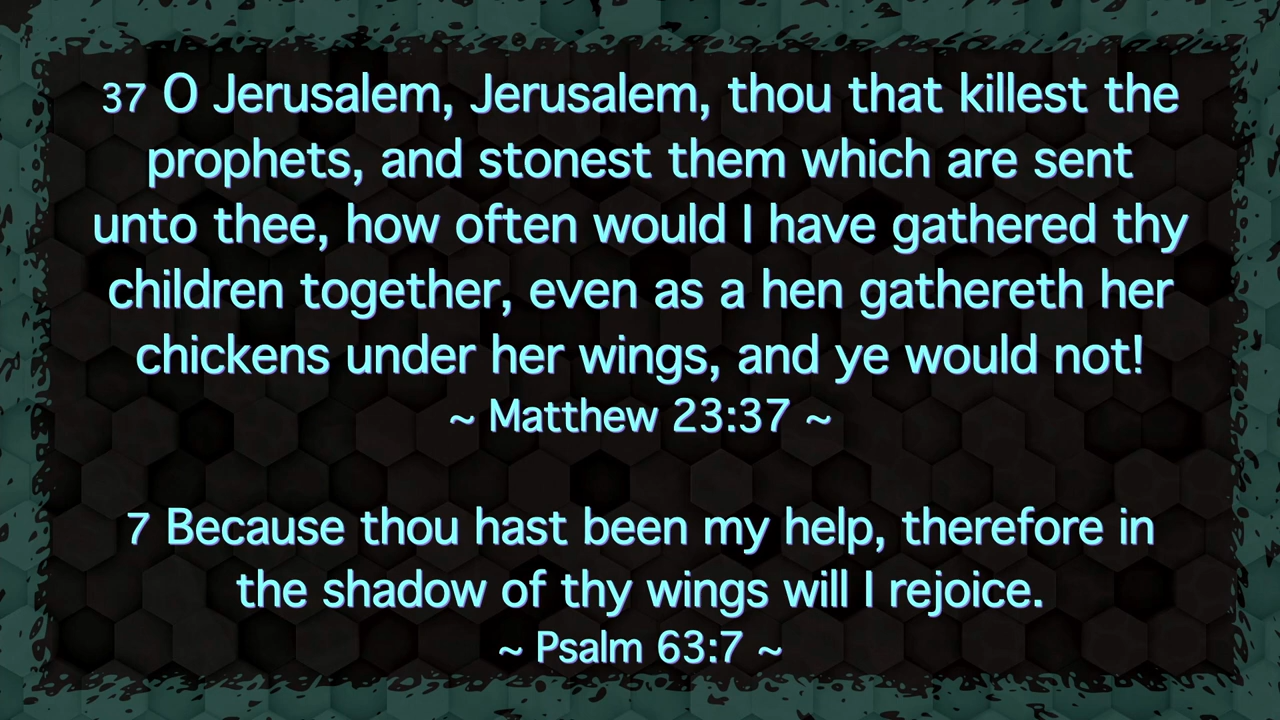 37 O Jerusalem, Jerusalem, thou that killest the
prophets, and stonest them which are sent
unto thee, how often would I have gathered thy
children together, even as a hen gathereth her
chickens under her wings, and ye would not!
~ Matthew 23:37 ~
7 Because thou hast been my help, therefore in
the shadow of thy wings will I rejoice.
~ Psalm 63:7 ~